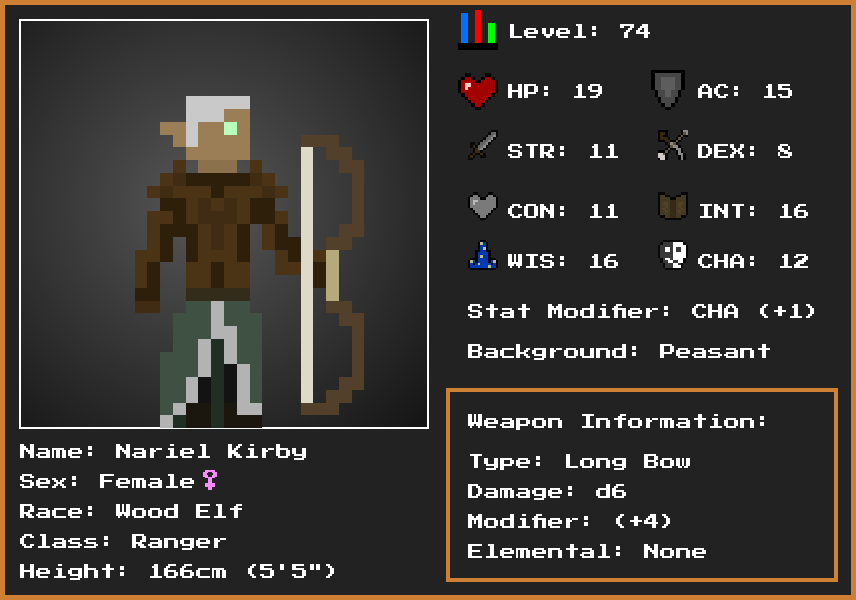 Level: 74
HP: 19 AC: 15
STR: 11 DEX: 8
CON: 11 INT: 16
WIS: 16 CHA: 12
Stat Modifier: CHA (+1)
Background: Peasant
Weapon Information:
Type: Long Bow
Damage: d6
Modifier: (+4)
Elemental: None
Name: Nariel Kirby
Sex: Female♀
Race: Wood Elf
Class: Ranger
Height: 166cm (5'5")